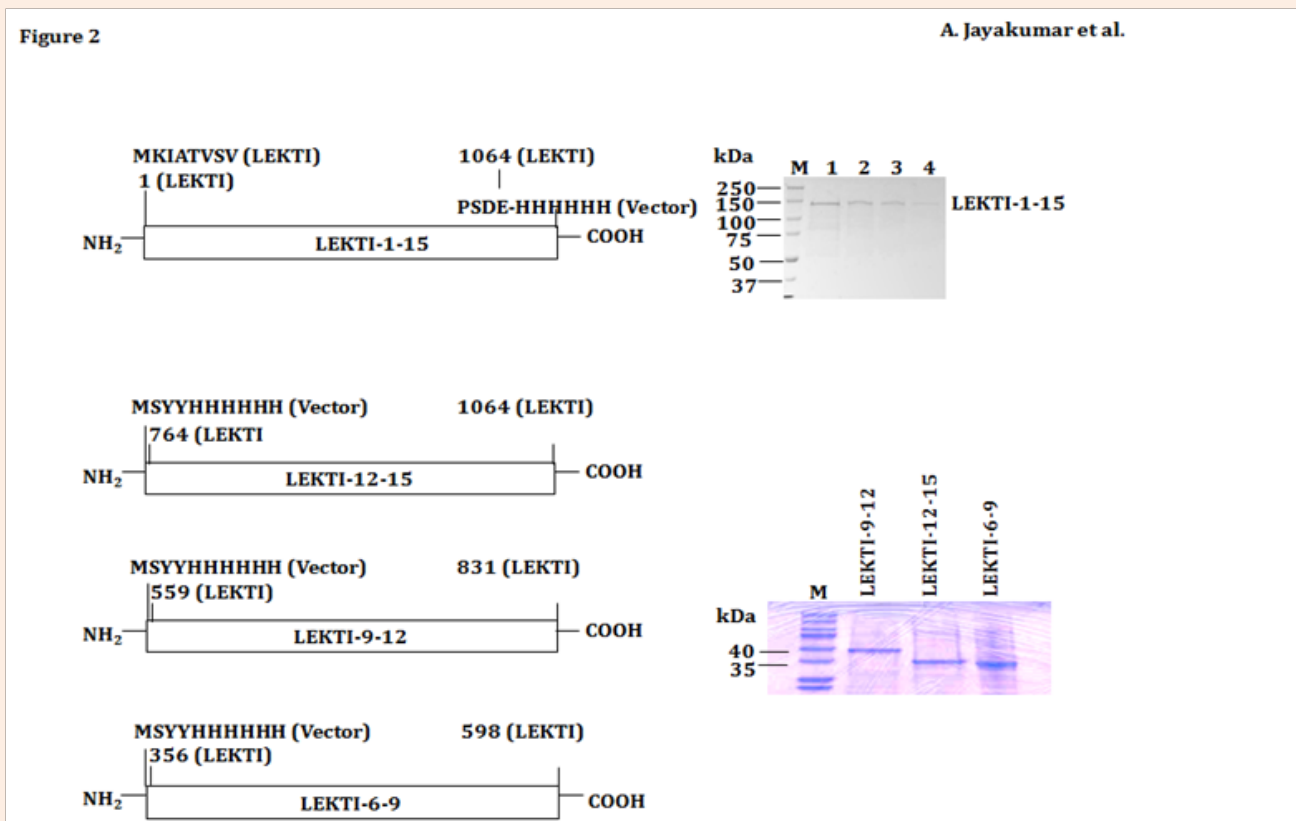 Figure 2
A. Jayakumar et al.
MKIATVSV (LEKTI)
1 (LEKTI)
1064 (LEKTI)
PSDE-HHHHHH (Vector)
NH₂
LEKTI-1-15
COOH
kDa
M 1 2 3 4
250
150
100
75
50
37
LEKTI-1-15
MSYYHHHHHH (Vector)
764 (LEKTI
1064 (LEKTI)
NH₂
LEKTI-12-15
COOH
MSYYHHHHHH (Vector)
559 (LEKTI)
831 (LEKTI)
NH₂
LEKTI-9-12
COOH
MSYYHHHHHH (Vector)
356 (LEKTI)
598 (LEKTI)
NH₂
LEKTI-6-9
COOH
M
LEKTI-9-12
LEKTI-12-15
LEKTI-6-9
kDa
40
35